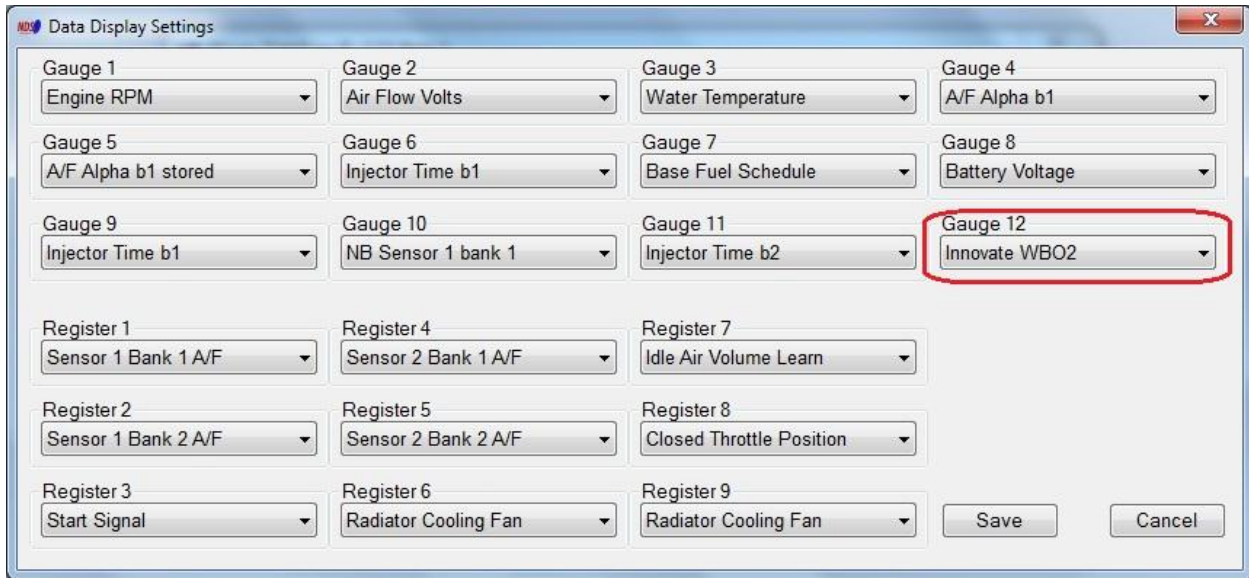 NDS Data Display Settings
Gauge 1 Gauge 2 Gauge 3 Gauge 4
Engine RPM Air Flow Volts Water Temperature A/F Alpha b1
Gauge 5 Gauge 6 Gauge 7 Gauge 8
A/F Alpha b1 stored Injector Time b1 Base Fuel Schedule Battery Voltage
Gauge 9 Gauge 10 Gauge 11 Gauge 12
Injector Time b1 NB Sensor 1 bank 1 Injector Time b2 Innovate WBO2
Register 1 Register 4 Register 7
Sensor 1 Bank 1 A/F Sensor 2 Bank 1 A/F Idle Air Volume Learn
Register 2 Register 5 Register 8
Sensor 1 Bank 2 A/F Sensor 2 Bank 2 A/F Closed Throttle Position
Register 3 Register 6 Register 9
Start Signal Radiator Cooling Fan Radiator Cooling Fan Save Cancel